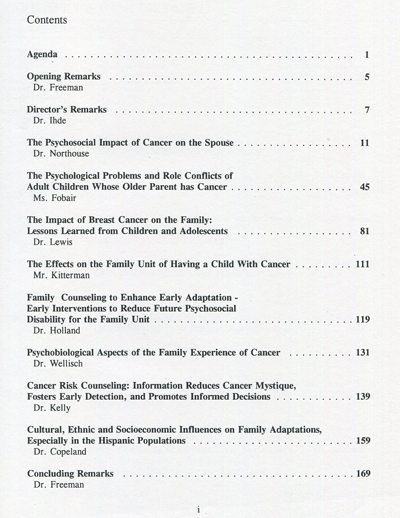 Contents
Agenda . . . . . . . . . . . . . . . . . . . . . . . . . . . . . . . . . . . . . . . . . . . 1
Opening Remarks . . . . . . . . . . . . . . . . . . . . . . . . . . . . . . . . . . . . 5
Dr. Freeman
Director's Remarks . . . . . . . . . . . . . . . . . . . . . . . . . . . . . . . . . . . 7
Dr. Ihde
The Psychosocial Impact of Cancer on the Spouse . . . . . . . . . . . . . . . . . 11
Dr. Northouse
The Psychological Problems and Role Conflicts of
Adult Children Whose Older Parent has Cancer . . . . . . . . . . . . . . . . . . 45
Ms. Fobair
The Impact of Breast Cancer on the Family:
Lessons Learned from Children and Adolescents . . . . . . . . . . . . . . . . . 81
Dr. Lewis
The Effects on the Family Unit of Having a Child With Cancer . . . . . . . . . 111
Mr. Kitterman
Family Counseling to Enhance Early Adaptation -
Early Interventions to Reduce Future Psychosocial
Disability for the Family Unit . . . . . . . . . . . . . . . . . . . . . . . . . . . . . 119
Dr. Holland
Psychobiological Aspects of the Family Experience of Cancer . . . . . . . . . . 131
Dr. Wellisch
Cancer Risk Counseling: Information Reduces Cancer Mystique,
Fosters Early Detection, and Promotes Informed Decisions . . . . . . . . . . . . 139
Dr. Kelly
Cultural, Ethnic and Socioeconomic Influences on Family Adaptations,
Especially in the Hispanic Populations . . . . . . . . . . . . . . . . . . . . . . . . 159
Dr. Copeland
Concluding Remarks . . . . . . . . . . . . . . . . . . . . . . . . . . . . . . . . . . 169
Dr. Freeman
i